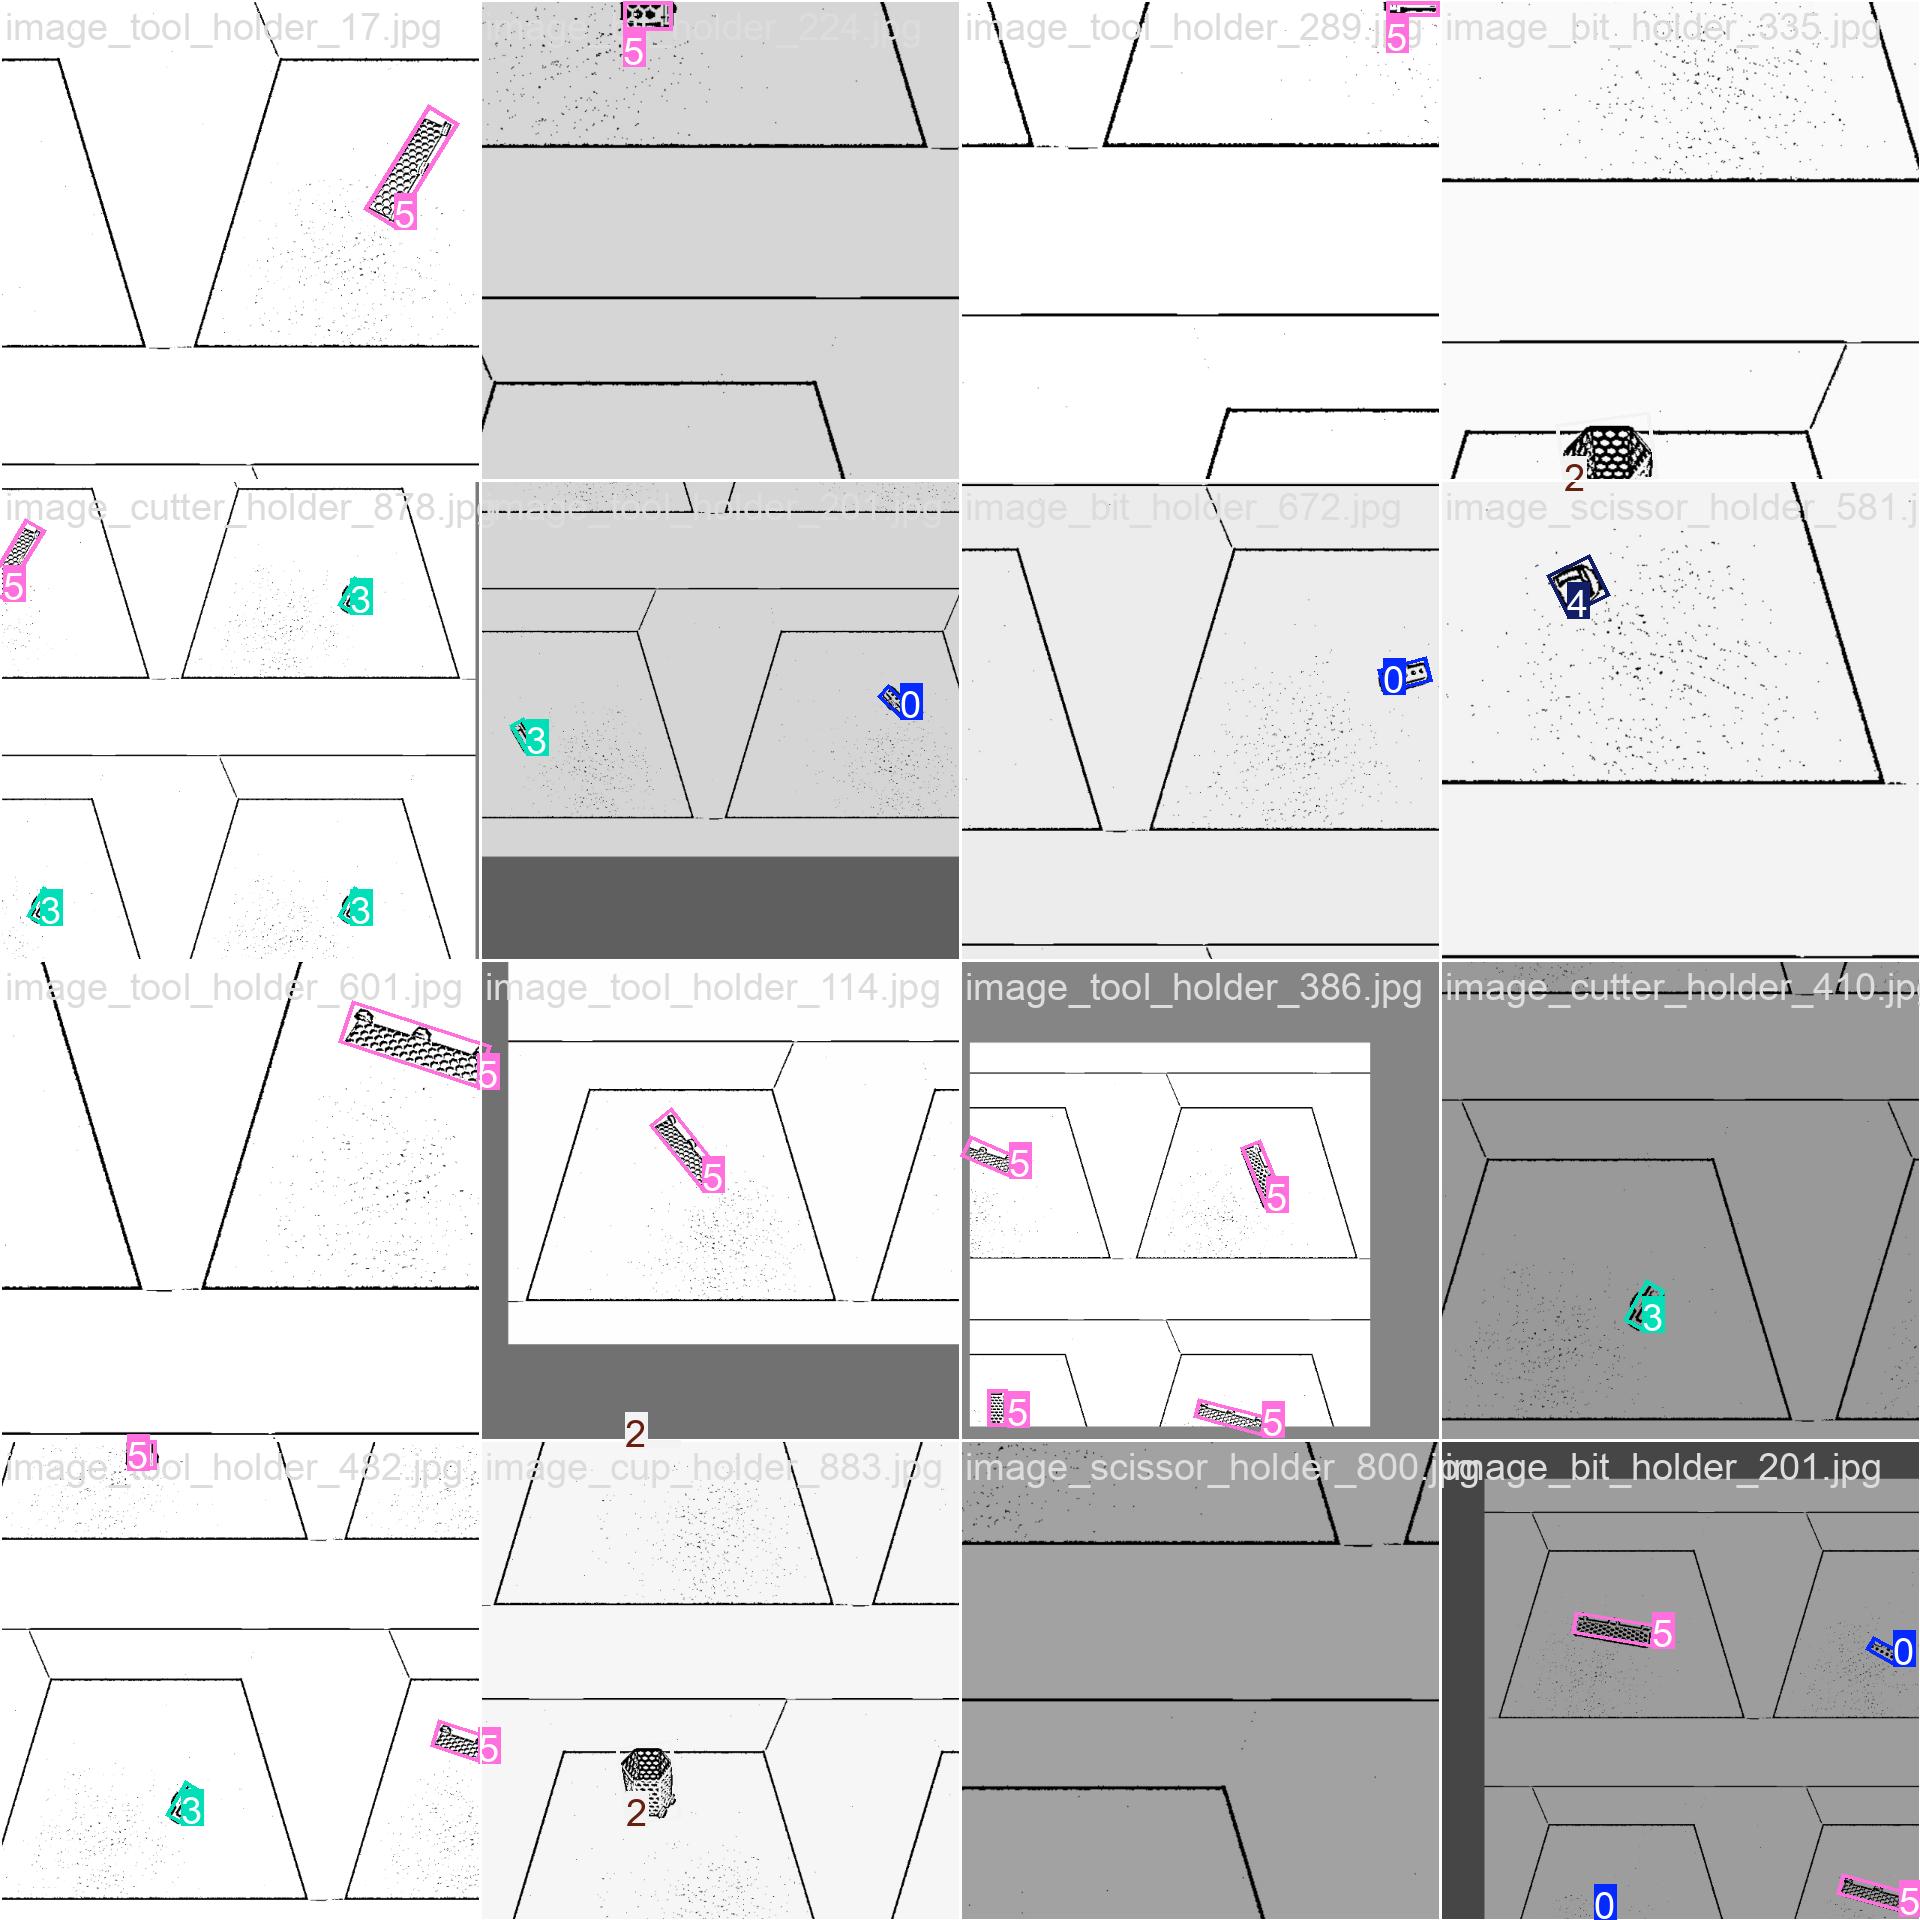 image_tool_holder_17.jpg
5
holder_224.jpg
5
image_tool_holder_289.jpg
5
image_bit_holder_335.jpg
2
image_cutter_holder_878.jpg
5
3
3
3
3
0
image_bit_holder_672.jpg
0
image_scissor_holder_581.j
4
image_tool_holder_601.jpg
5
image_tool_holder_114.jpg
5
image_tool_holder_386.jpg
5
5
5
5
image_cutter_holder_410.jpg
3
image_tool_holder_482.jpg
5
3
5
image_cup_holder_883.jpg
2
2
image_scissor_holder_800.jpg
image_bit_holder_201.jpg
5
0
0
5